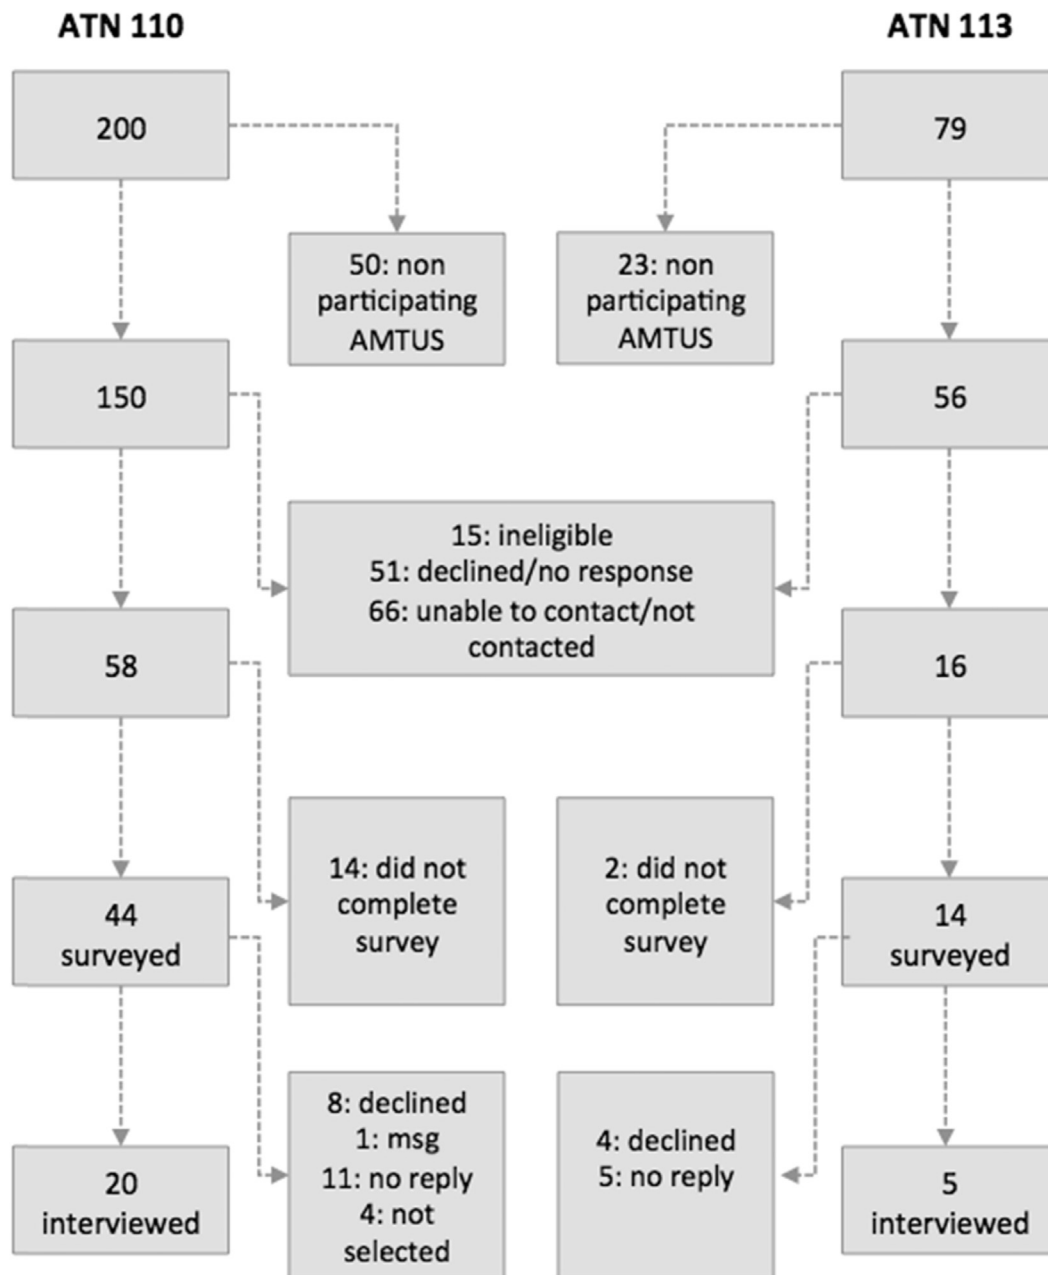 ATN 110
ATN 113
200
79
50: non
participating
AMTUS
23: non
participating
AMTUS
150
56
15: ineligible
51: declined/no response
66: unable to contact/not
contacted
58
16
14: did not
complete
survey
2: did not
complete
survey
44
surveyed
14
surveyed
8: declined
1: msg
11: no reply
4: not
selected
4: declined
5: no reply
20
interviewed
5
interviewed